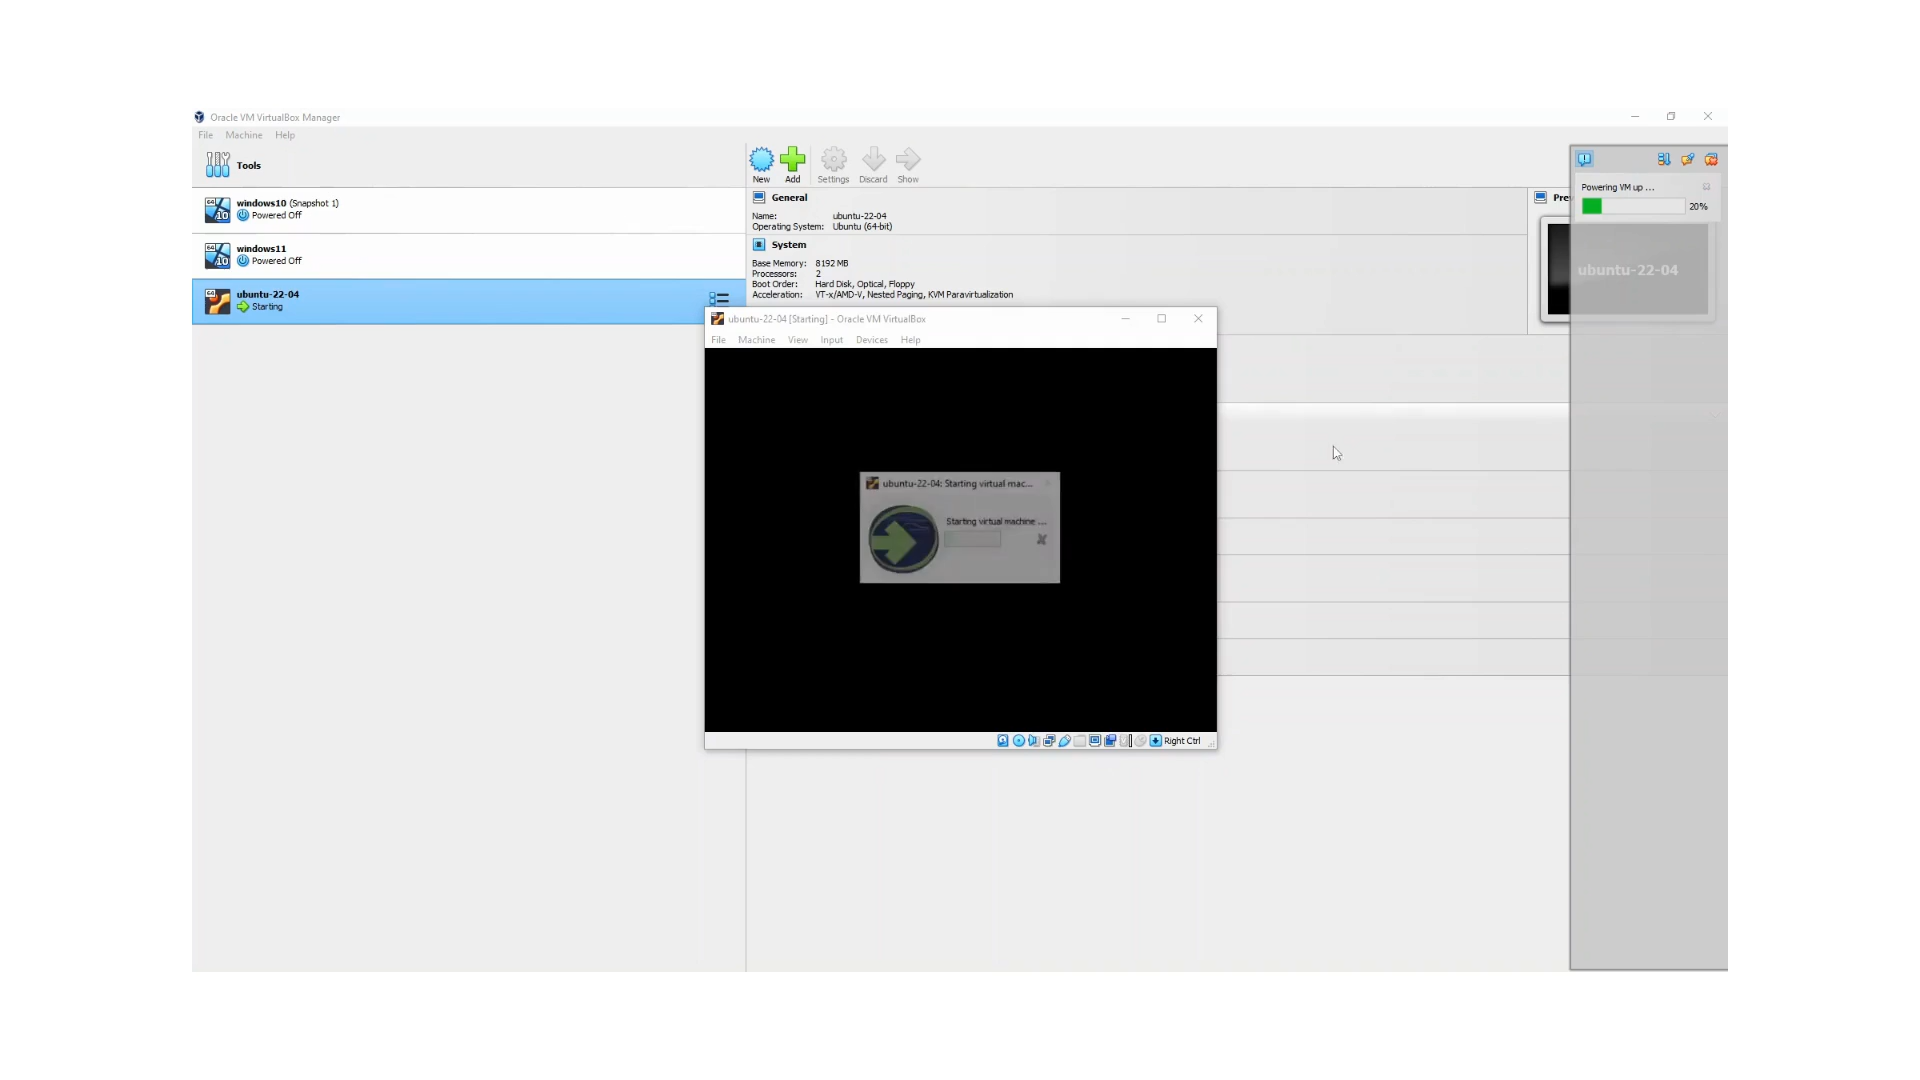 Oracle VM VirtualBox Manager
File Machine Help
Tools
New Add Settings Discard Show
windows10 (Snapshot 1)
Powered Off
windows11
Powered Off
ubuntu-22-04
Starting
General
Name: ubuntu-22-04
Operating System: Ubuntu (64-bit)
System
Base Memory: 8192 MB
Processors: 2
Boot Order: Hard Disk, Optical, Floppy
Acceleration: VT-x/AMD-V, Nested Paging, KVM Paravirtualization
Pre
Powering VM up ...
20%
ubuntu-22-04
ubuntu-22-04 [Starting] - Oracle VM VirtualBox
File Machine View Input Devices Help
ubuntu-22-04: Starting virtual mac...
Starting virtual machine ...
Right Ctrl